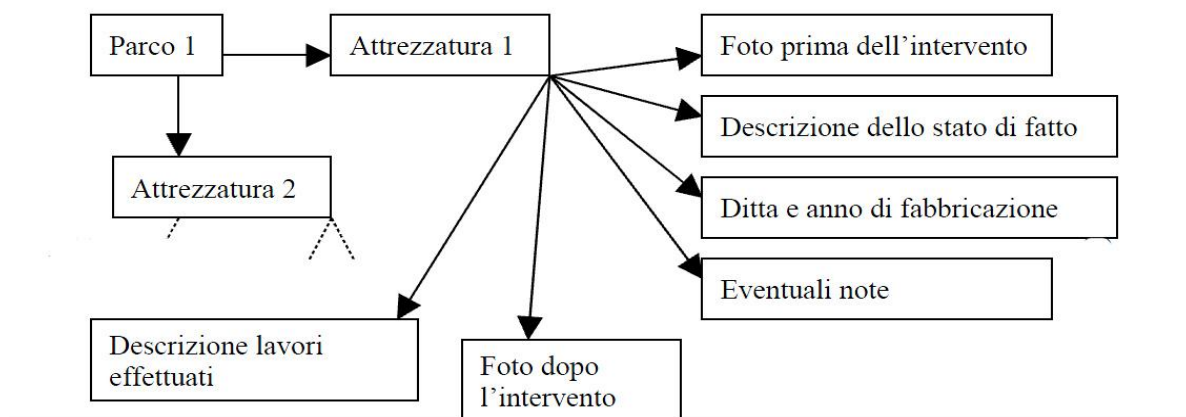 Parco 1
Attrezzatura 1
Foto prima dell’intervento
Descrizione dello stato di fatto
Attrezzatura 2
Ditta e anno di fabbricazione
Eventuali note
Descrizione lavori
effettuati
Foto dopo
l’intervento